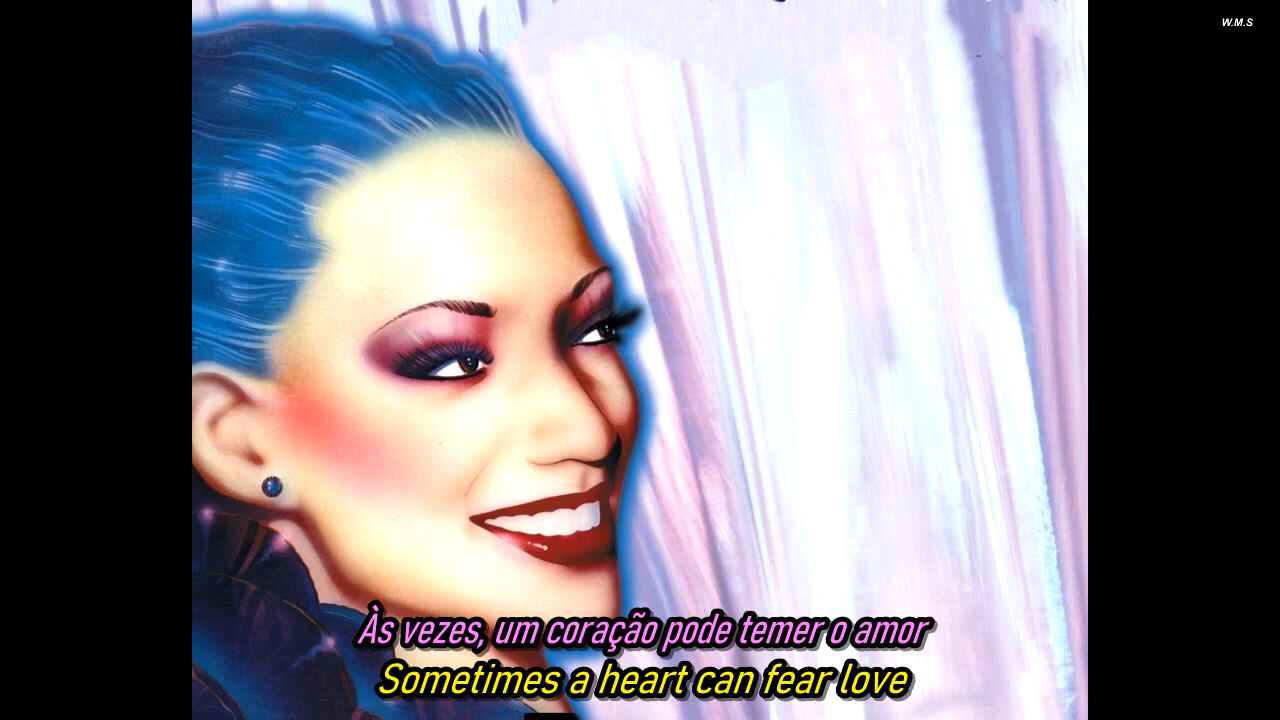 W.M.S
Às vezes, um coração pode temer o amor
Sometimes a heart can fear love